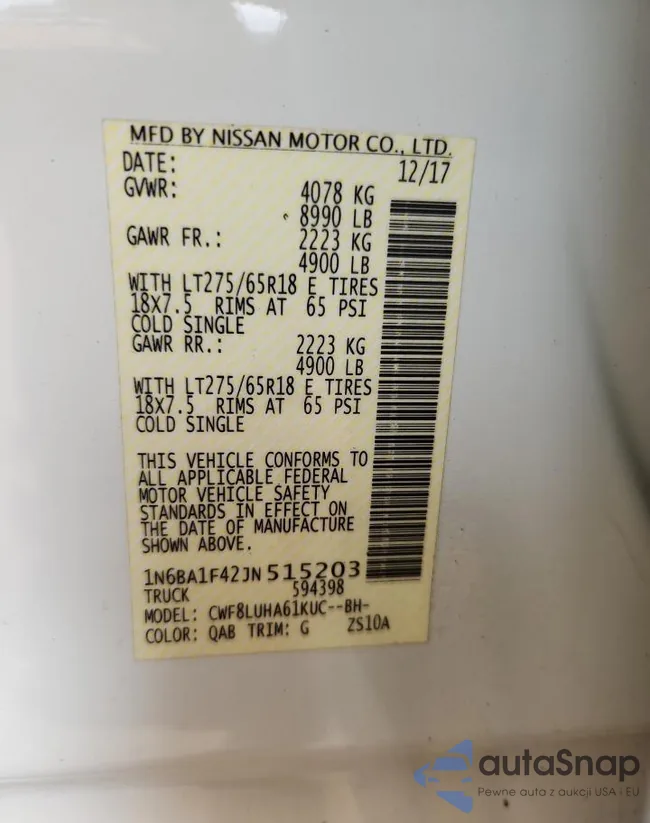 MFD BY NISSAN MOTOR CO., LTD.
DATE: 12/17
GVWR: 4078 KG
8990 LB
GAWR FR.: 2223 KG
4900 LB
WITH LT275/65R18 E TIRES
18X7.5 RIMS AT 65 PSI
COLD SINGLE
GAWR RR.: 2223 KG
4900 LB
WITH LT275/65R18 E TIRES
18X7.5 RIMS AT 65 PSI
COLD SINGLE
THIS VEHICLE CONFORMS TO
ALL APPLICABLE FEDERAL
MOTOR VEHICLE SAFETY
STANDARDS IN EFFECT ON
THE DATE OF MANUFACTURE
SHOWN ABOVE.
1N6BA1F42JN515203
TRUCK 594398
MODEL: CWF8LUHA61KUC--BH-
COLOR: QAB TRIM: G ZS10A
autaSnap
Pewne auta z aukcji USA i EU